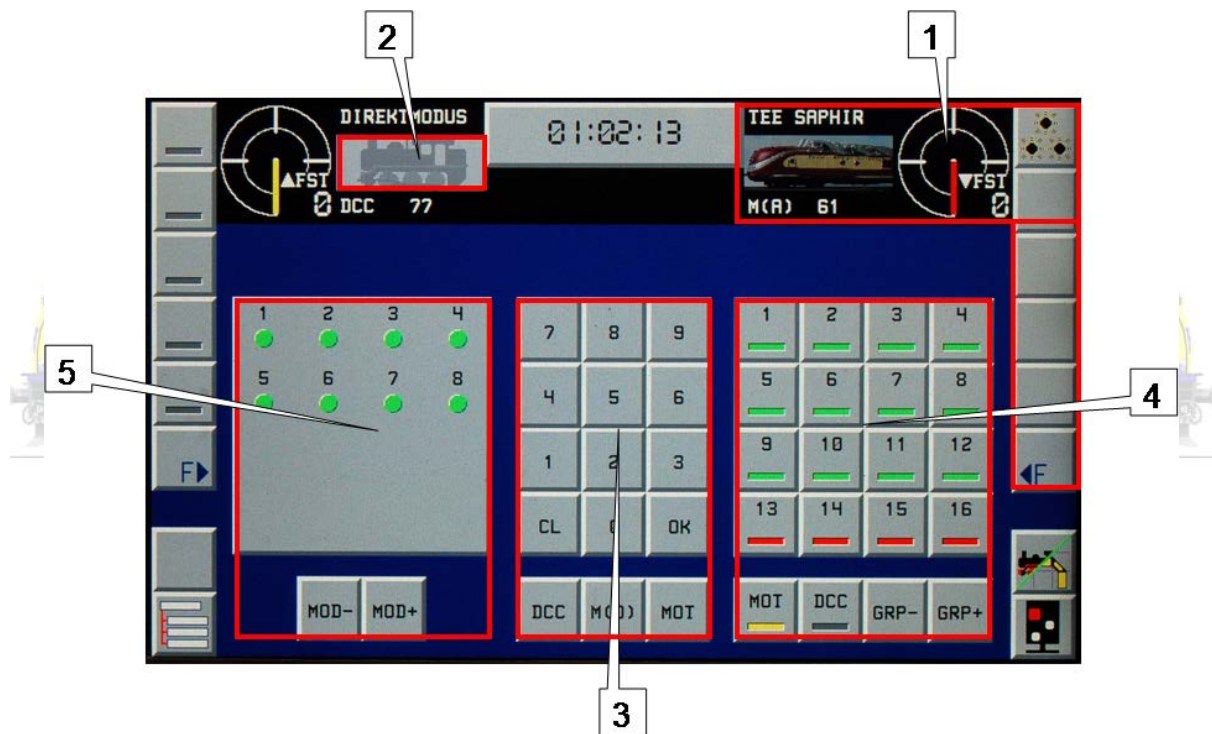 2
1
DIREKTMODUS
01:02:13
TEE SAPHIR
▲FST
0
DCC 77
M(A) 61
▼FST
0
1 2 3 4
5 6 7 8
7 8 9
4 5 6
1 2 3
CL 0 OK
1 2 3 4
5 6 7 8
9 10 11 12
13 14 15 16
5
4
F▶
◀F
MOD- MOD+
DCC MOT
MOT DCC GRP- GRP+
3